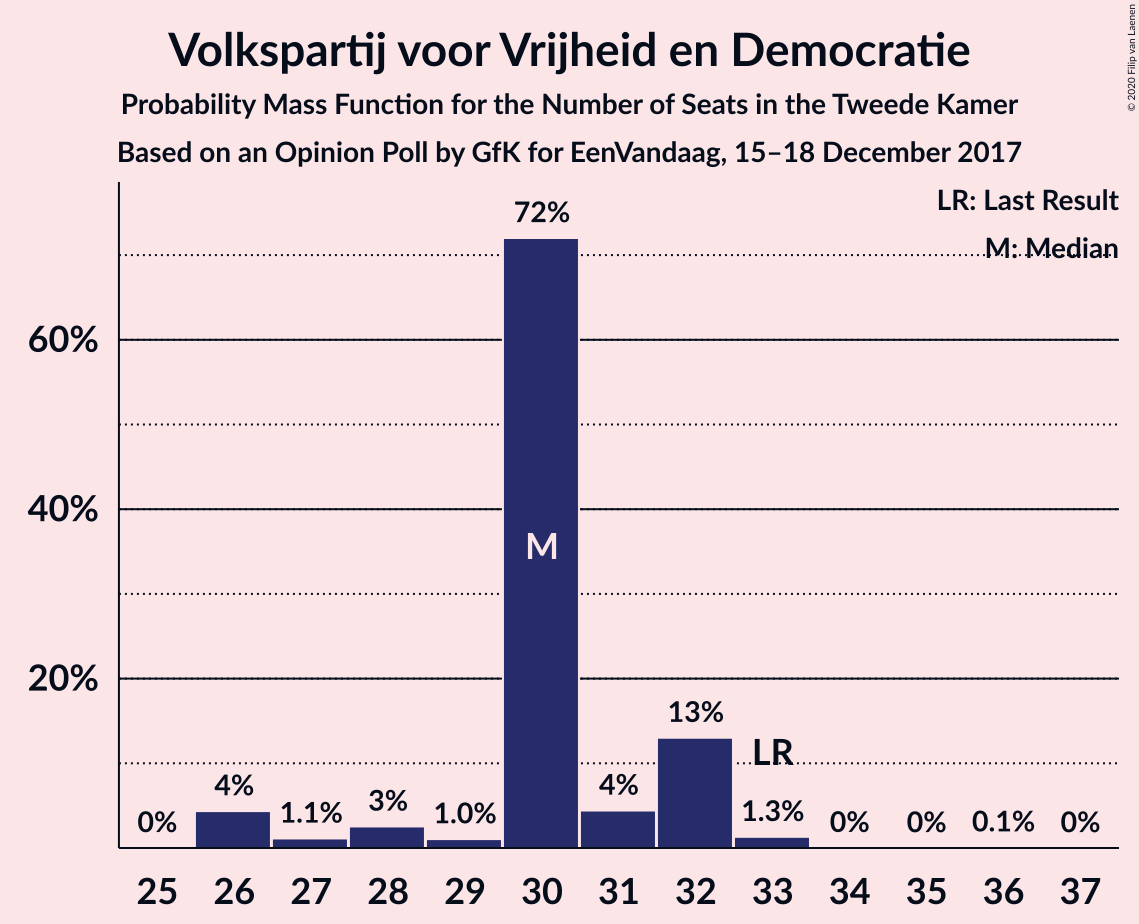 Volkspartij voor Vrijheid en Democratie
Probability Mass Function for the Number of Seats in the Tweede Kamer
Based on an Opinion Poll by GfK for EenVandaag, 15–18 December 2017
© 2020 Filip van Laenen
LR: Last Result
M: Median
60%
40%
20%
0%
4%
1.1%
3%
1.0%
72%
M
4%
13%
LR
1.3%
0%
0%
0.1%
0%
25 26 27 28 29 30 31 32 33 34 35 36 37